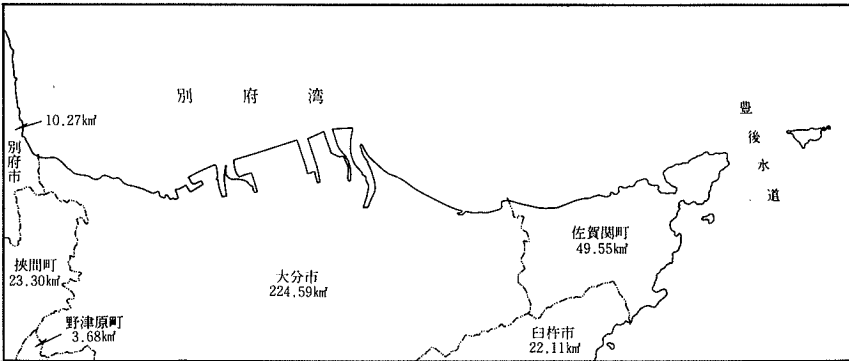 別府湾
豊後水道
10.27km²
別府市
挾間町
23.30km²
野津原町
3.68km²
大分市
224.59km²
佐賀関町
49.55km²
臼杵市
22.11km²